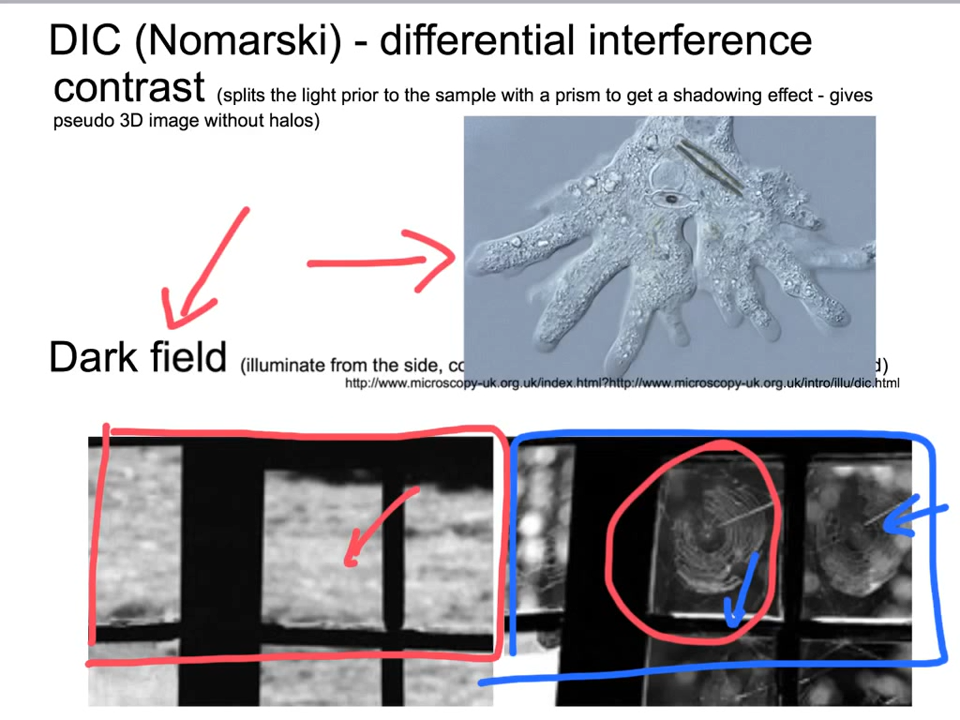 DIC (Nomarski) - differential interference
contrast (splits the light prior to the sample with a prism to get a shadowing effect - gives
pseudo 3D image without halos)
Dark field (illuminate from the side, d)
http://www.microscopy-uk.org.uk/index.html?http://www.microscopy-uk.org.uk/intro/illu/dic.html